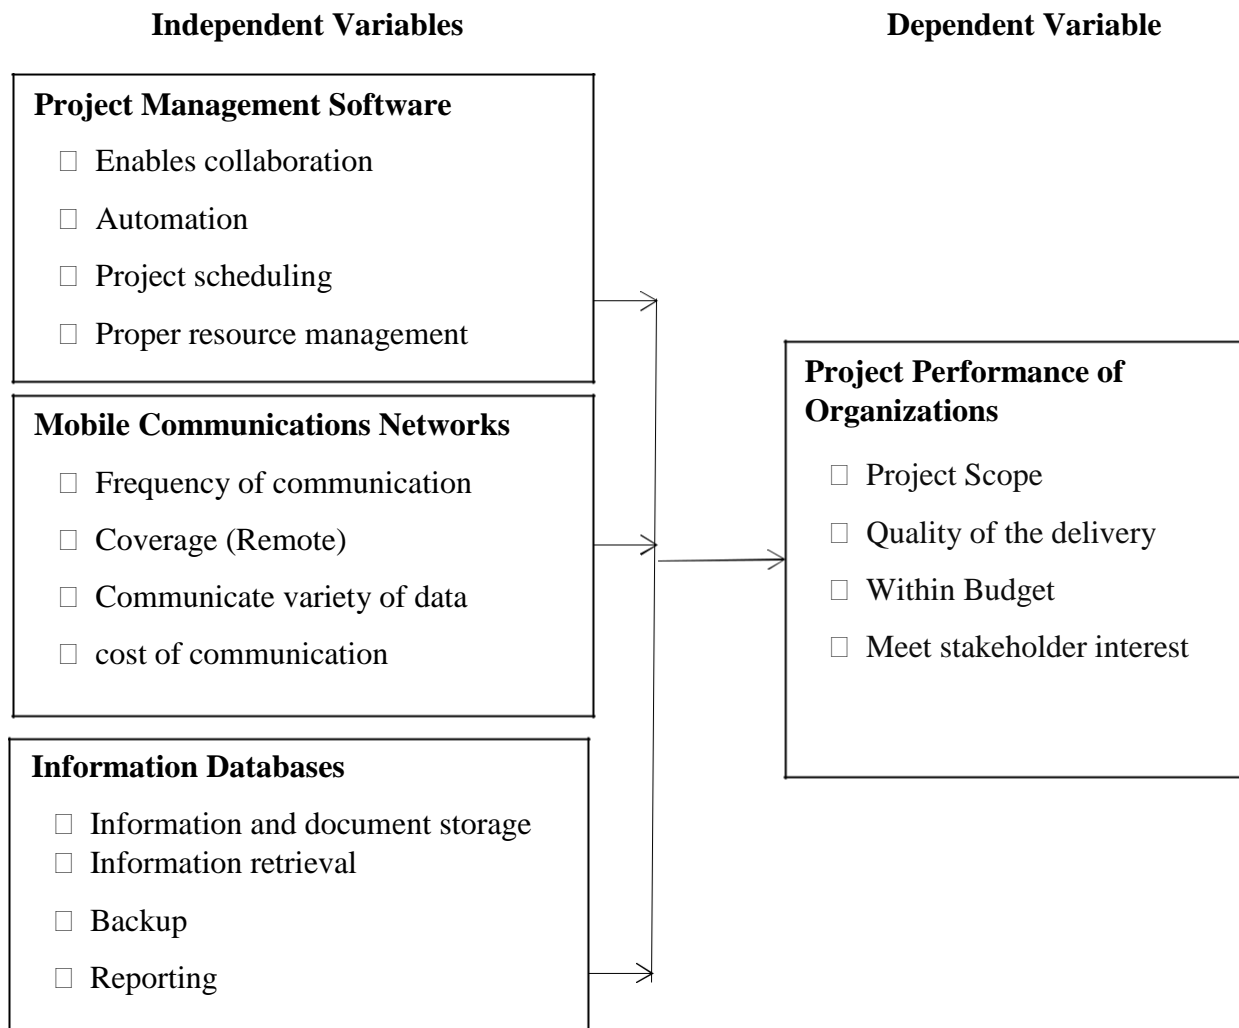 Independent Variables
Dependent Variable
Project Management Software
Enables collaboration
Automation
Project scheduling
Proper resource management
Mobile Communications Networks
Frequency of communication
Coverage (Remote)
Communicate variety of data
cost of communication
Information Databases
Information and document storage
Information retrieval
Backup
Reporting
Project Performance of
Organizations
Project Scope
Quality of the delivery
Within Budget
Meet stakeholder interest